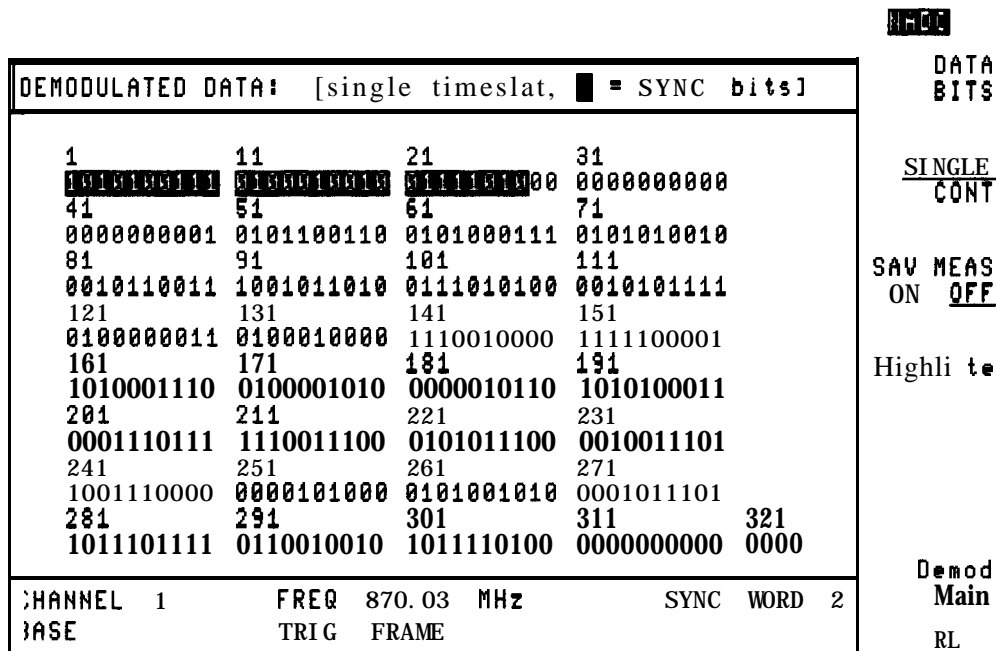 DATA
BITS
DEMODULATED DATA: [single timeslat, ■ = SYNC bits]
1 11 21 31
00 0000000000
SINGLE
CONT
41 51 61 71
0000000001 0101100110 0101000111 0101010010
81 91 101 111
0010110011 1001011010 0111010100 0010101111
SAV MEAS
ON OFF
121 131 141 151
0100000011 0100010000 1110010000 1111100001
161 171 181 191
1010001110 0100001010 0000010110 1010100011
Highli te
201 211 221 231
0001110111 1110011100 0101011100 0010011101
241 251 261 271
1001110000 0000101000 0101001010 0001011101
281 291 301 311 321
1011101111 0110010010 1011110100 0000000000 0000
Demod
Main
CHANNEL 1 FREQ 870.03 MHz SYNC WORD 2
BASE TRIG FRAME
RL